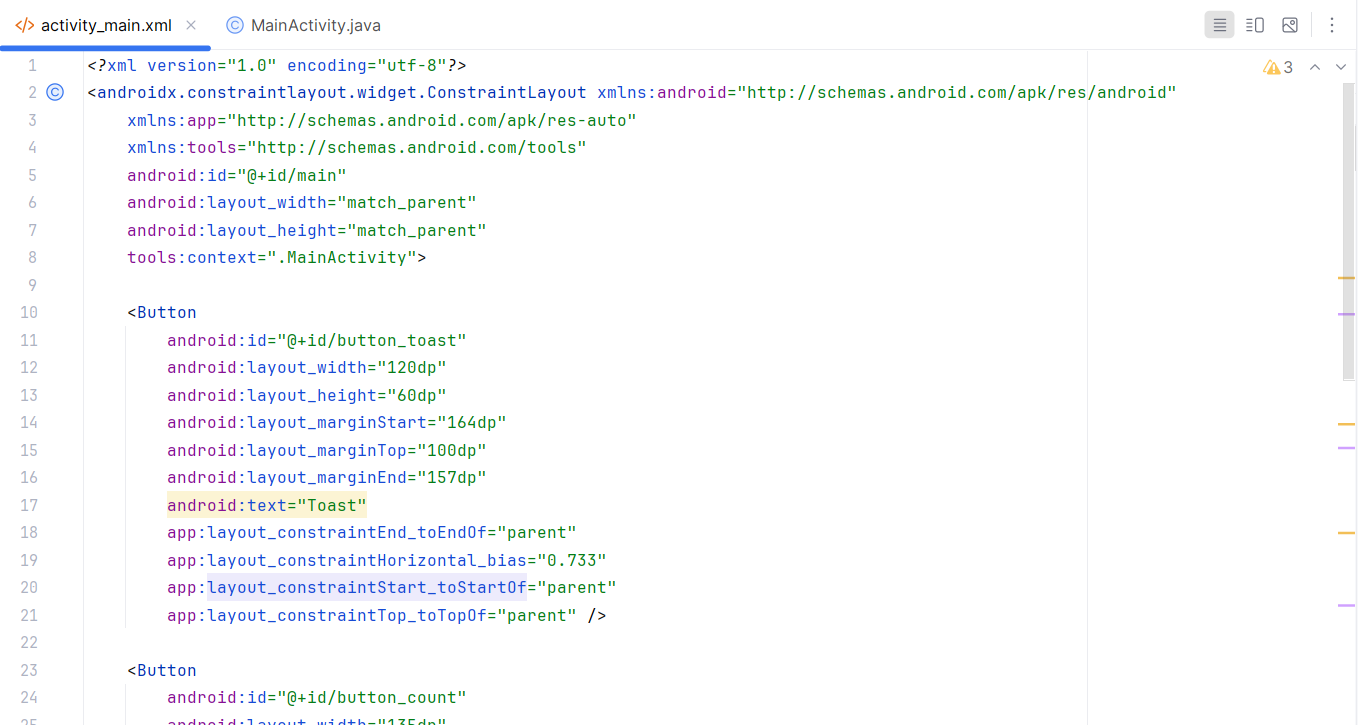 activity_main.xml MainActivity.java
1 <?xml version="1.0" encoding="utf-8"?> 3
2 <androidx.constraintlayout.widget.ConstraintLayout xmlns:android="http://schemas.android.com/apk/res/android"
3 xmlns:app="http://schemas.android.com/apk/res-auto"
4 xmlns:tools="http://schemas.android.com/tools"
5 android:id="@+id/main"
6 android:layout_width="match_parent"
7 android:layout_height="match_parent"
8 tools:context=".MainActivity">
9
10 <Button
11 android:id="@+id/button_toast"
12 android:layout_width="120dp"
13 android:layout_height="60dp"
14 android:layout_marginStart="164dp"
15 android:layout_marginTop="100dp"
16 android:layout_marginEnd="157dp"
17 android:text="Toast"
18 app:layout_constraintEnd_toEndOf="parent"
19 app:layout_constraintHorizontal_bias="0.733"
20 app:layout_constraintStart_toStartOf="parent"
21 app:layout_constraintTop_toTopOf="parent" />
22
23 <Button
24 android:id="@+id/button_count"
25 android:layout_width="135dp"